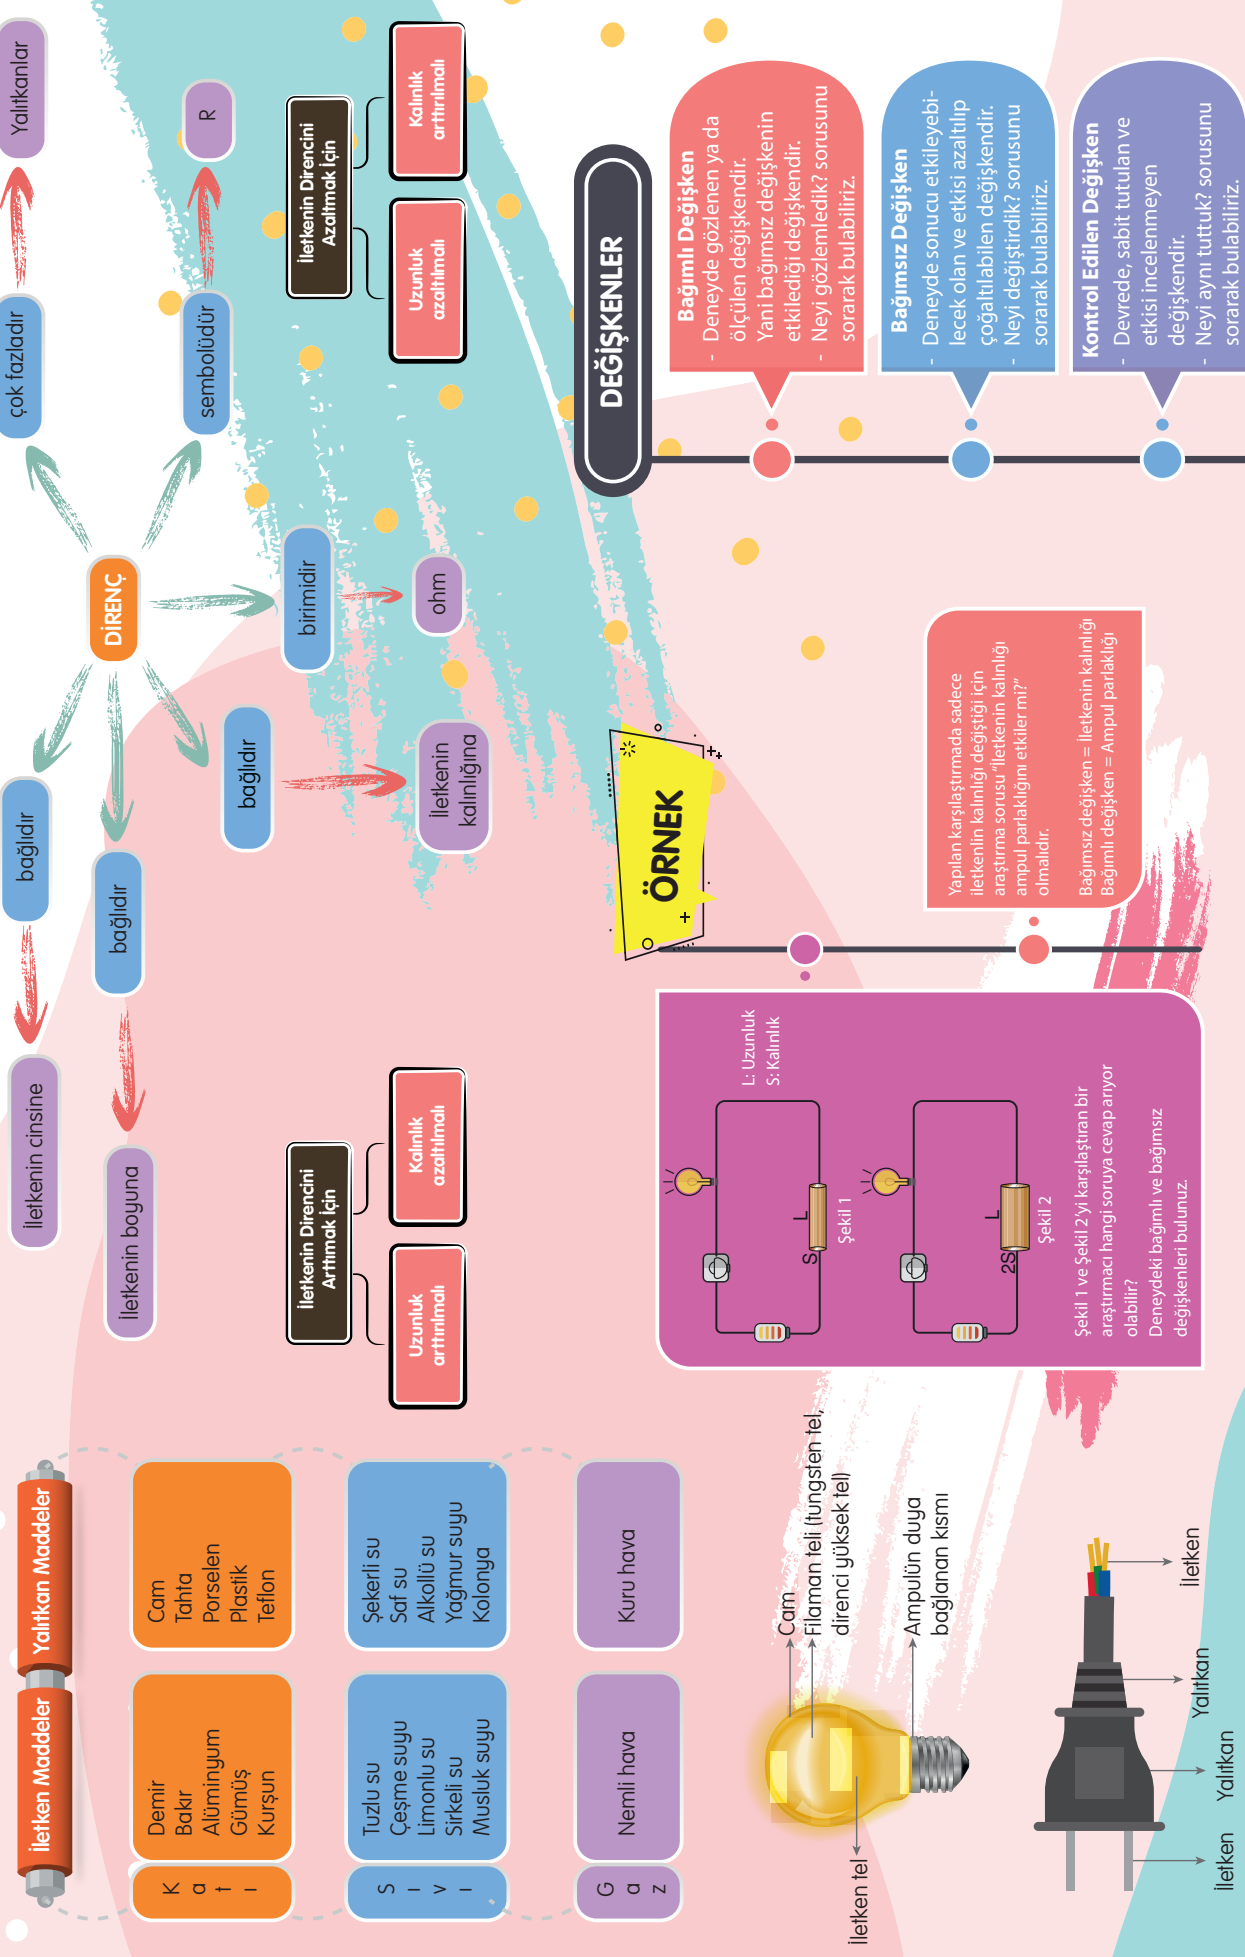 İletken Maddeler
Yalıtkan Maddeler
K
a
t
ı
Demir
Bakır
Alüminyum
Gümüş
Kurşun
Cam
Tahta
Porselen
Plastik
Teflon
S
ı
v
ı
Tuzlu su
Çeşme suyu
Limonlu su
Sirkeli su
Musluk suyu
Şekerli su
Saf su
Alkollü su
Yağmur suyu
Kolonya
G
a
z
Nemli hava
Kuru hava
İletken tel
Cam
Filaman teli (tungsten tel,
direnci yüksek tel)
Ampulün duya
bağlanan kısmı
İletken
Yalıtkan
Yalıtkan
İletken
DİRENÇ
bağlıdır
İletkenin cinsine
bağlıdır
İletkenin boyuna
bağlıdır
İletkenin
kalınlığına
birimidir
ohm
sembolüdür
R
çok fazladır
Yalıtkanlar
İletkenin Direncini
Arttımak İçin
Uzunluk
arttırılmalı
Kalınlık
azaltılmalı
İletkenin Direncini
Azaltmak İçin
Uzunluk
azaltılmalı
Kalınlık
arttırılmalı
ÖRNEK
L: Uzunluk
S: Kalınlık
S
L
Şekil 1
2S
L
Şekil 2
Şekil 1 ve Şekil 2'yi karşılaştıran bir
araştırmacı hangi soruya cevap arıyor
olabilir?
Deneydeki bağımlı ve bağımsız
değişkenleri bulunuz.
Yapılan karşılaştırmada sadece
iletkenlin kalınlığı değiştiği için
araştırma sorusu "İletkenin kalınlığı
ampul parlaklığını etkiler mi?"
olmalıdır.
Bağımsız değişken = İletkenin kalınlığı
Bağımlı değişken = Ampul parlaklığı
DEĞİŞKENLER
Bağımlı Değişken
- Deneyde gözlenen ya da
ölçülen değişkendir.
Yani bağımsız değişkenin
etkilediği değişkendir.
- Neyi gözlemledik? sorusunu
sorarak bulabiliriz.
Bağımsız Değişken
- Deneyde sonucu etkileyebi-
lecek olan ve etkisi azaltılıp
çoğaltılabilen değişkendir.
- Neyi değiştirdik? sorusunu
sorarak bulabiliriz.
Kontrol Edilen Değişken
- Devrede, sabit tutulan ve
etkisi incelenmeyen
değişkendir.
- Neyi aynı tuttuk? sorusunu
sorarak bulabiliriz.